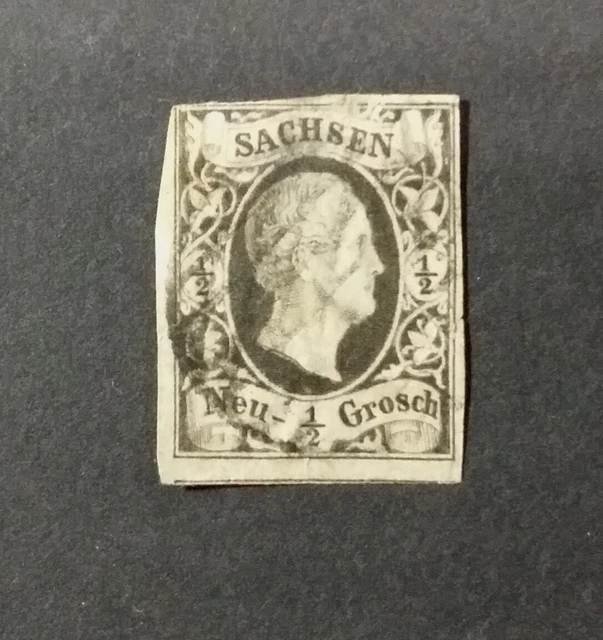 SACHSEN
1/2 1/2
Neu- 1/2 Grosch